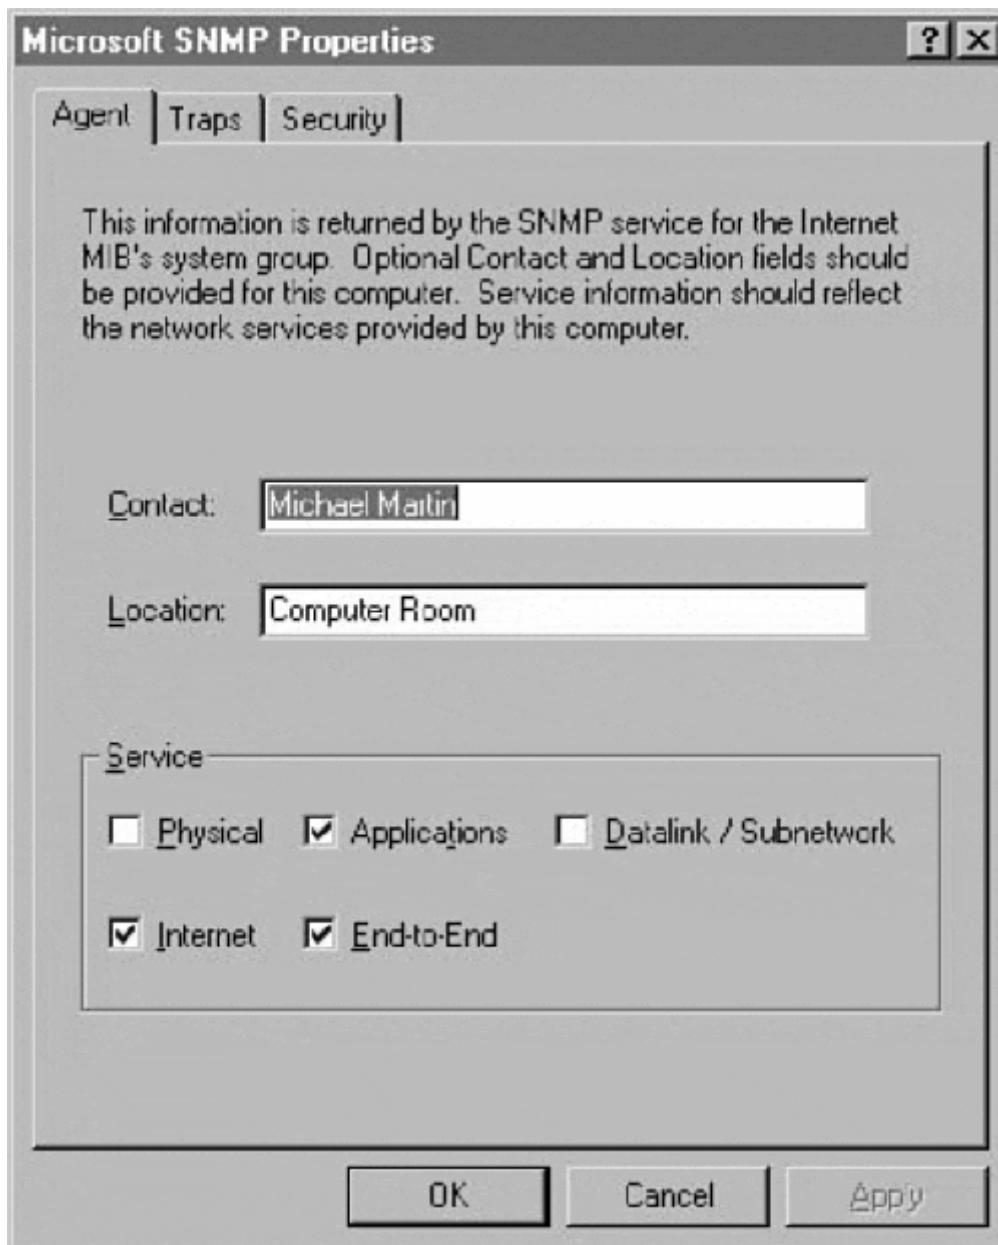 Microsoft SNMP Properties
Agent Traps Security
This information is returned by the SNMP service for the Internet
MIB's system group. Optional Contact and Location fields should
be provided for this computer. Service information should reflect
the network services provided by this computer.
Contact: Michael Martin
Location: Computer Room
Service
Physical Applications Datalink / Subnetwork
Internet End-to-End
OK Cancel Apply